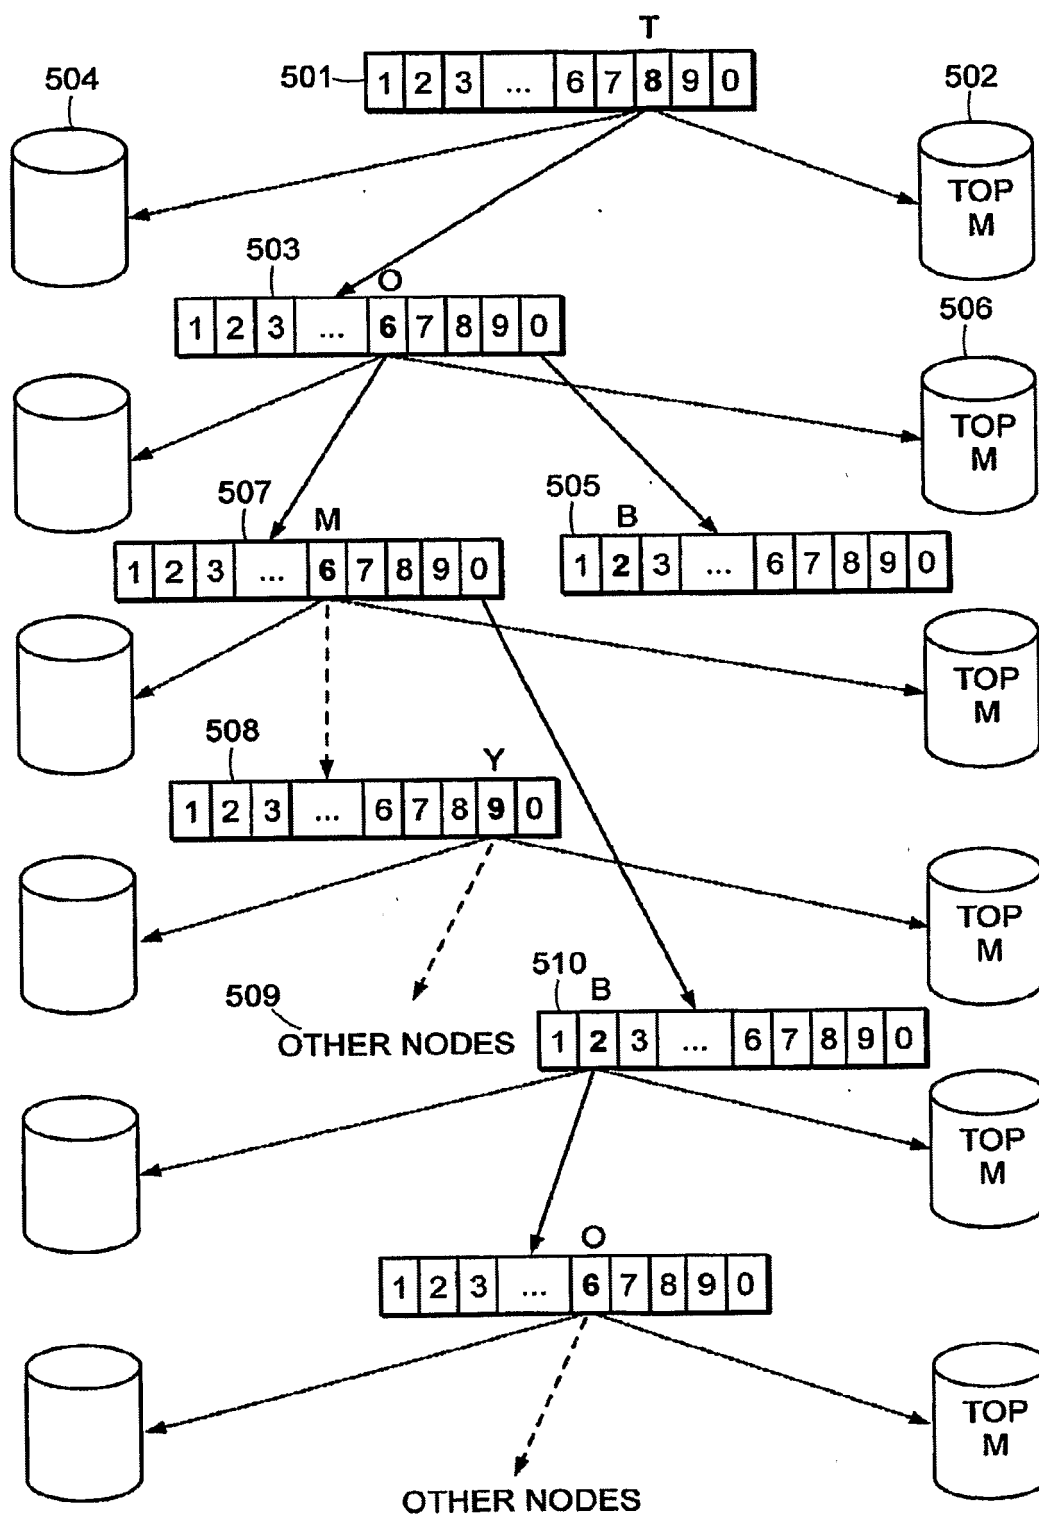 T
501 1 2 3 ... 6 7 8 9 0
504
502
TOP
M
503
O
1 2 3 ... 6 7 8 9 0
506
TOP
M
507
M
1 2 3 ... 6 7 8 9 0
505
B
1 2 3 ... 6 7 8 9 0
TOP
M
508
Y
1 2 3 ... 6 7 8 9 0
TOP
M
509
OTHER NODES
510
B
1 2 3 ... 6 7 8 9 0
TOP
M
O
1 2 3 ... 6 7 8 9 0
TOP
M
OTHER NODES